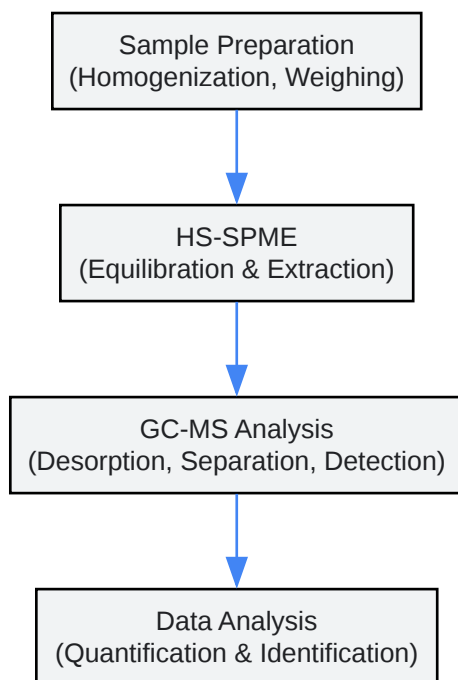 Sample Preparation
(Homogenization, Weighing)
HS-SPME
(Equilibration & Extraction)
GC-MS Analysis
(Desorption, Separation, Detection)
Data Analysis
(Quantification & Identification)